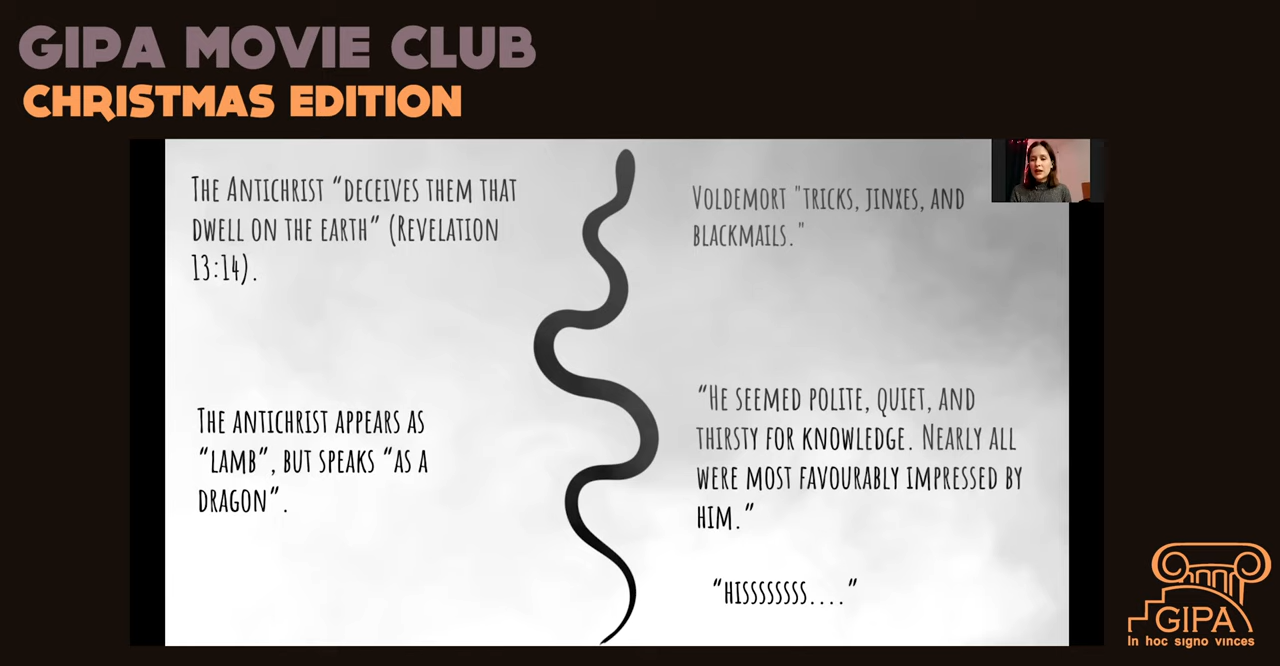 GIPA MOVIE CLUB
CHRISTMAS EDITION
THE ANTICHRIST “DECEIVES THEM THAT
DWELL ON THE EARTH” (REVELATION
13:14).
VOLDEMORT "TRICKS, JINXES, AND
BLACKMAILS."
THE ANTICHRIST APPEARS AS
“LAMB”, BUT SPEAKS “AS A
DRAGON”.
“HE SEEMED POLITE, QUIET, AND
THIRSTY FOR KNOWLEDGE. NEARLY ALL
WERE MOST FAVOURABLY IMPRESSED BY
HIM.”
“HISSSSSSSS....”
GIPA
In hoc signo vinces